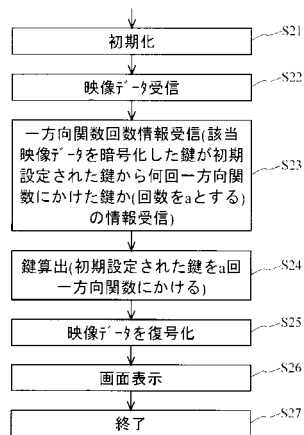 初期化
S21
映像ﾃﾞｰﾀ受信
S22
一方向関数回数情報受信(該当
映像ﾃﾞｰﾀを暗号化した鍵が初期
設定された鍵から何回一方向関
数にかけた鍵か(回数をaとする)
の情報受信)
S23
鍵算出(初期設定された鍵をa回
一方向関数にかける)
S24
映像ﾃﾞｰﾀを復号化
S25
画面表示
S26
終了
S27